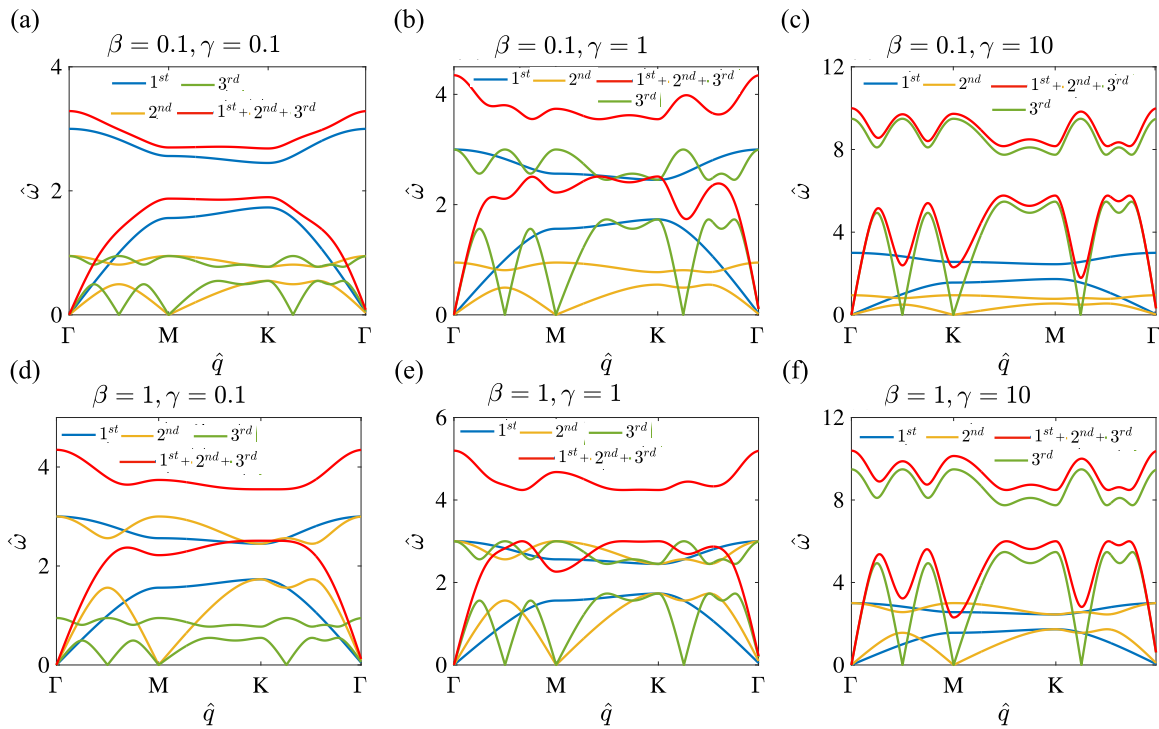 (a)
β = 0.1, γ = 0.1
4
1st 3rd
2nd 1st + 2nd + 3rd
2
ω̂
0
Γ M K Γ
q̂
(b)
β = 0.1, γ = 1
1st 2nd 1st + 2nd + 3rd
3rd
4
2
ω̂
0
Γ M K Γ
q̂
(c)
β = 0.1, γ = 10
12
1st 2nd 1st + 2nd + 3rd
3rd
8
ω̂
4
0
Γ K M Γ
q̂
(d)
β = 1, γ = 0.1
1st 2nd 3rd
1st + 2nd + 3rd
4
ω̂
2
0
Γ M K Γ
q̂
(e)
β = 1, γ = 1
6
1st 2nd 3rd
1st + 2nd + 3rd
4
ω̂
2
0
Γ M K Γ
q̂
(f)
β = 1, γ = 10
12
1st 2nd 1st + 2nd + 3rd
3rd
8
ω̂
4
0
Γ M K Γ
q̂